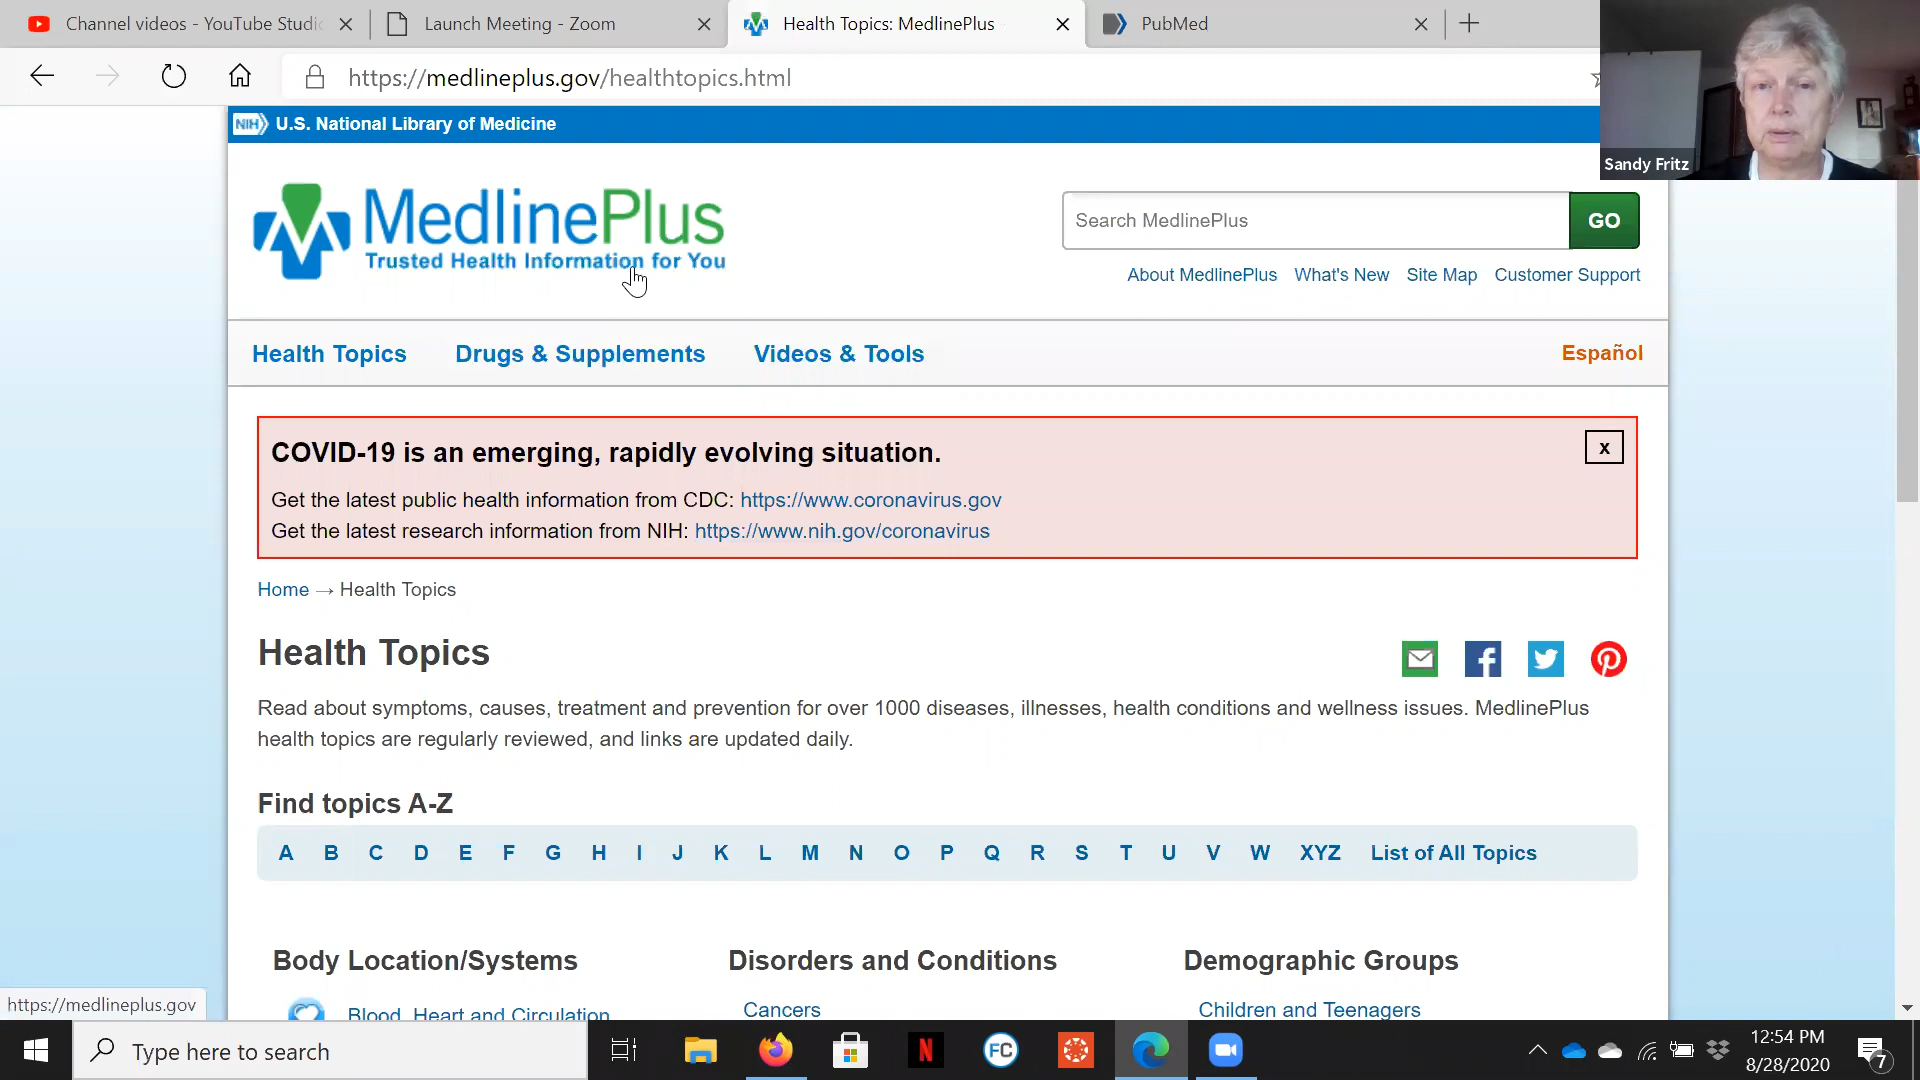 Channel videos - YouTube Studi
Launch Meeting - Zoom
Health Topics: MedlinePlus
PubMed
https://medlineplus.gov/healthtopics.html
NIH U.S. National Library of Medicine
Sandy Fritz
MedlinePlus
Trusted Health Information for You
Search MedlinePlus
GO
About MedlinePlus What's New Site Map Customer Support
Health Topics Drugs & Supplements Videos & Tools Español
COVID-19 is an emerging, rapidly evolving situation.
x
Get the latest public health information from CDC: https://www.coronavirus.gov
Get the latest research information from NIH: https://www.nih.gov/coronavirus
Home → Health Topics
Health Topics
Read about symptoms, causes, treatment and prevention for over 1000 diseases, illnesses, health conditions and wellness issues. MedlinePlus
health topics are regularly reviewed, and links are updated daily.
Find topics A-Z
A B C D E F G H I J K L M N O P Q R S T U V W XYZ List of All Topics
Body Location/Systems Disorders and Conditions Demographic Groups
Blood, Heart and Circulation Cancers Children and Teenagers
https://medlineplus.gov
Type here to search
N
FC
12:54 PM
8/28/2020
7